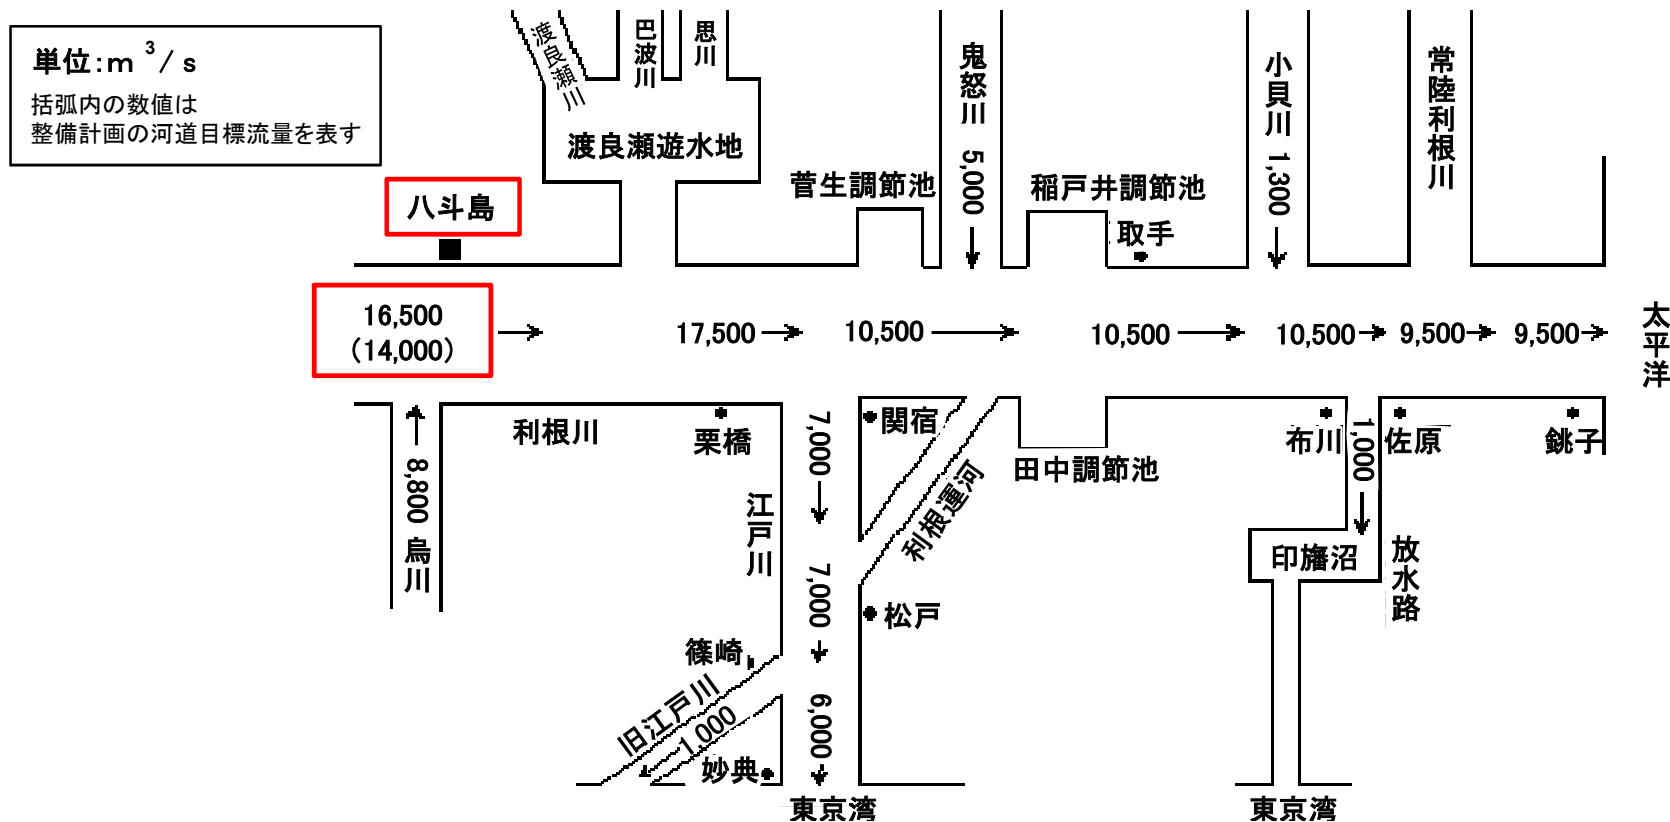 単位：m³/s
括弧内の数値は
整備計画の河道目標流量を表す
渡良瀬川
巴波川
思川
渡良瀬遊水地
八斗島
菅生調節池
鬼怒川
5,000
稲戸井調節池
取手
小貝川
1,300
常陸利根川
16,500
（14,000）
17,500
10,500
10,500
10,500
9,500
9,500
太平洋
利根川
栗橋
関宿
7,000
8,800
烏川
江戸川
利根運河
田中調節池
布川
1,000
佐原
銚子
印旛沼
放水路
7,000
松戸
篠崎
旧江戸川
1,000
6,000
妙典
東京湾
東京湾